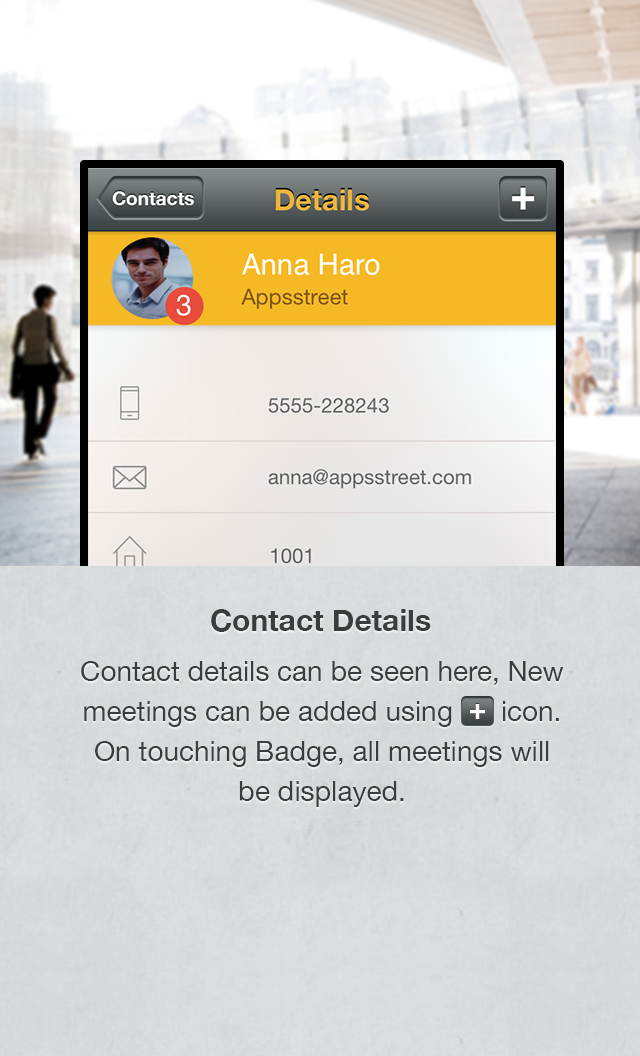 Contacts
Details
+
Anna Haro
Appsstreet
3
5555-228243
anna@appsstreet.com
1001
Contact Details
Contact details can be seen here, New
meetings can be added using + icon.
On touching Badge, all meetings will
be displayed.